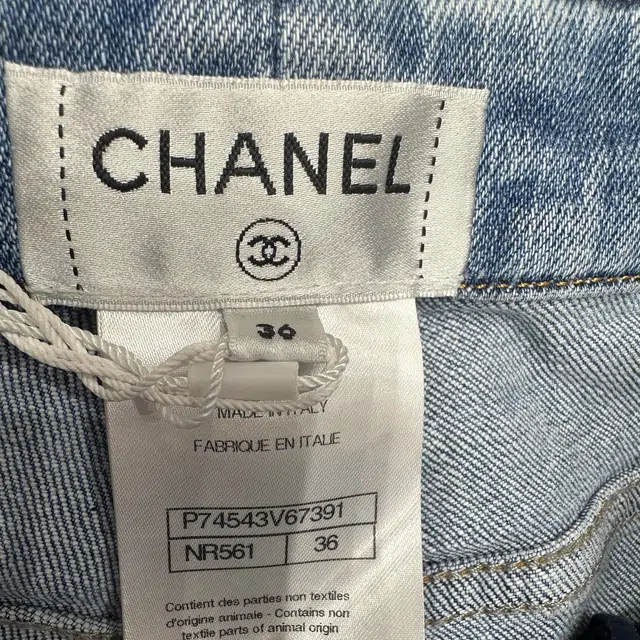 CHANEL
36
MADE IN ITALY
FABRIQUE EN ITALIE
P74543V67391
NR561 36
Contient des parties non textiles
d'origine animale - Contains non
textile parts of animal origin